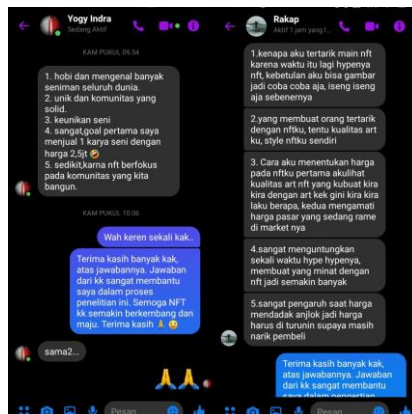 Yogy Indra
Sedang Aktif
KAM PUKUL 09.54
1. hobi dan mengenal banyak
seniman seluruh dunia.
2. unik dan komunitas yang
solid.
3. keunikan seni
4. sangat,goal pertama saya
menjual 1 karya seni dengan
harga 2,5jt 🤣
5. sedikit,karna nft berfokus
pada komunitas yang kita
bangun.
KAM PUKUL 10.06
Wah keren sekali kak..
Terima kasih banyak kak,
atas jawabannya. Jawaban
dari kk sangat membantu
saya dalam proses
penelitian ini. Semoga NFT
kk semakin berkembang dan
maju. Terima kasih 🙏 😊
sama2...
🙏🙏
Pesan
Rakap
Aktif 1 jam yang l...
1.kenapa aku tertarik main nft
karena waktu itu lagi hypenya
nft, kebetulan aku bisa gambar
jadi coba coba aja, iseng iseng
aja sebenernya
2.yang membuat orang tertarik
dengan nftku, tentu kualitas art
ku, style nftku sendiri
3. Cara aku menentukan harga
pada nftku pertama akulihat
kualitas art nft yang kubuat kira
kira dengan art kek gini kira kira
laku berapa, kedua mengamati
harga pasar yang sedang rame
di market nya
4.sangat menguntungkan
sekali waktu hype hypenya,
membuat yang minat dengan
nft jadi semakin banyak
5.sangat pengaruh saat harga
mendadak anjlok jadi harga
harus di turunin supaya masih
narik pembeli
Terima kasih banyak kak,
atas jawabannya. Jawaban
dari kk sangat membantu
saya dalam pengertian
Pesan